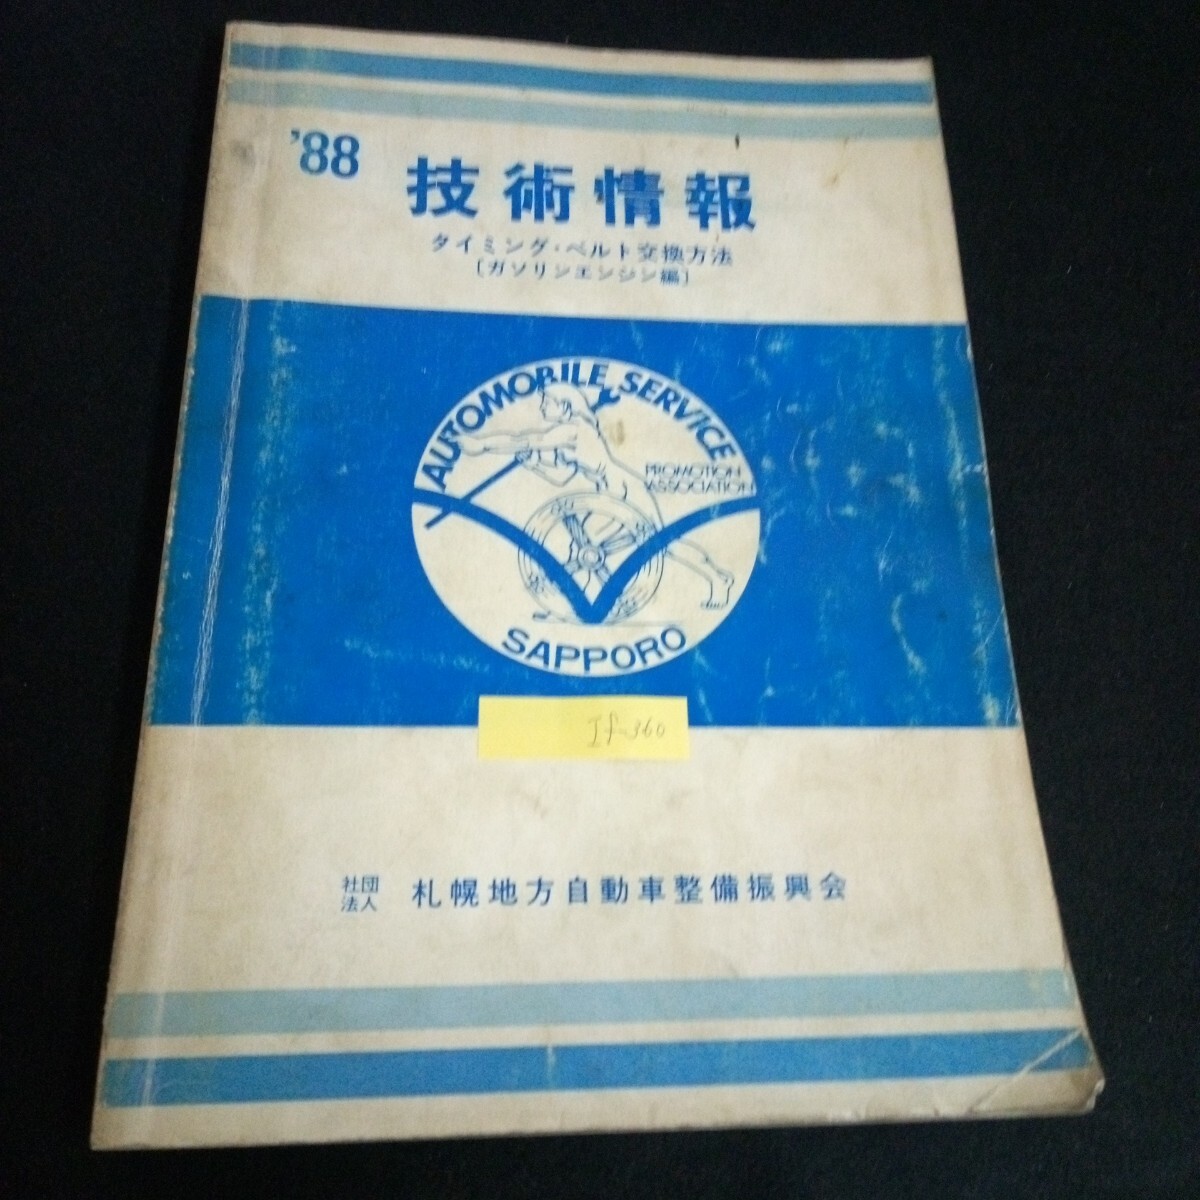 '88 技術情報
タイミング・ベルト交換方法
〔ガソリンエンジン編〕
AUTOMOBILE SERVICE
PROMOTION
ASSOCIATION
SAPPORO
If-360
社団法人 札幌地方自動車整備振興会